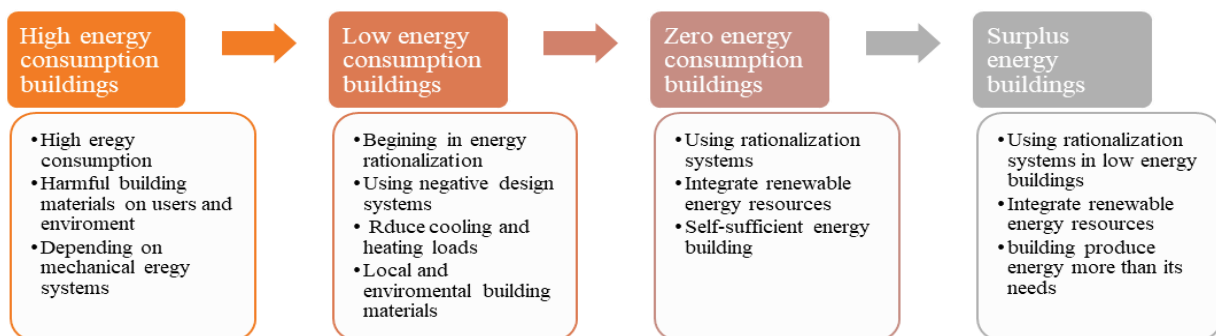 High energy
consumption
buildings
• High eregy
consumption
• Harmful building
materials on users and
enviroment
• Depending on
mechanical eregy
systems
Low energy
consumption
buildings
• Begining in energy
rationalization
• Using negative design
systems
• Rduce cooling and
heating loads
• Local and
enviromental building
materials
Zero energy
consumption
buildings
• Using rationalization
systems
• Integrate renewable
energy resources
• Self-sufficient energy
building
Surplus
energy
buildings
• Using rationalization
systems in low energy
buildings
• Integrate renewable
energy resources
• building produce
energy more than its
needs